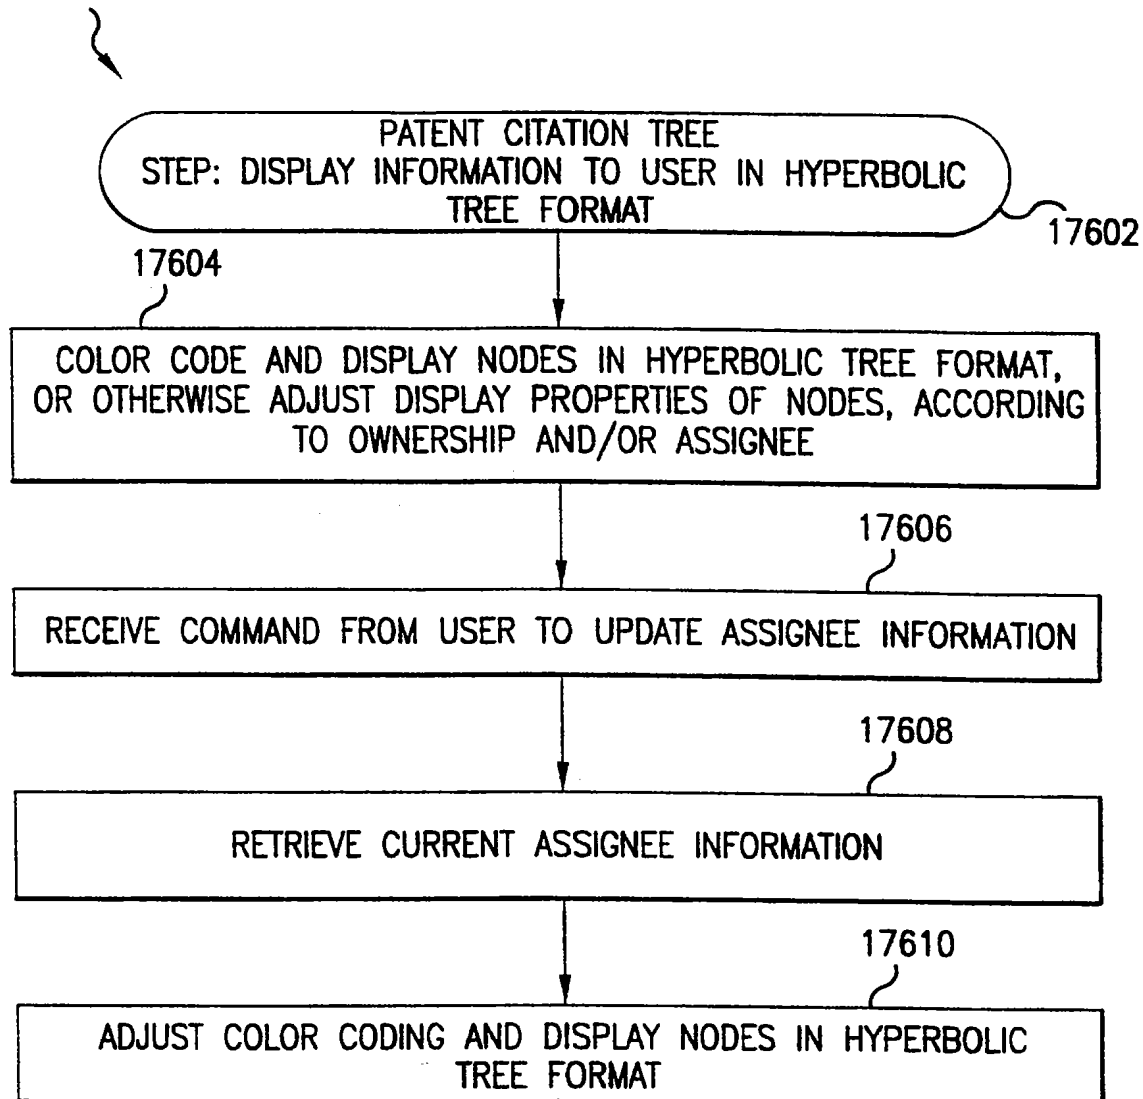 PATENT CITATION TREE
STEP: DISPLAY INFORMATION TO USER IN HYPERBOLIC
TREE FORMAT
17602
17604
COLOR CODE AND DISPLAY NODES IN HYPERBOLIC TREE FORMAT,
OR OTHERWISE ADJUST DISPLAY PROPERTIES OF NODES, ACCORDING
TO OWNERSHIP AND/OR ASSIGNEE
17606
RECEIVE COMMAND FROM USER TO UPDATE ASSIGNEE INFORMATION
17608
RETRIEVE CURRENT ASSIGNEE INFORMATION
17610
ADJUST COLOR CODING AND DISPLAY NODES IN HYPERBOLIC
TREE FORMAT